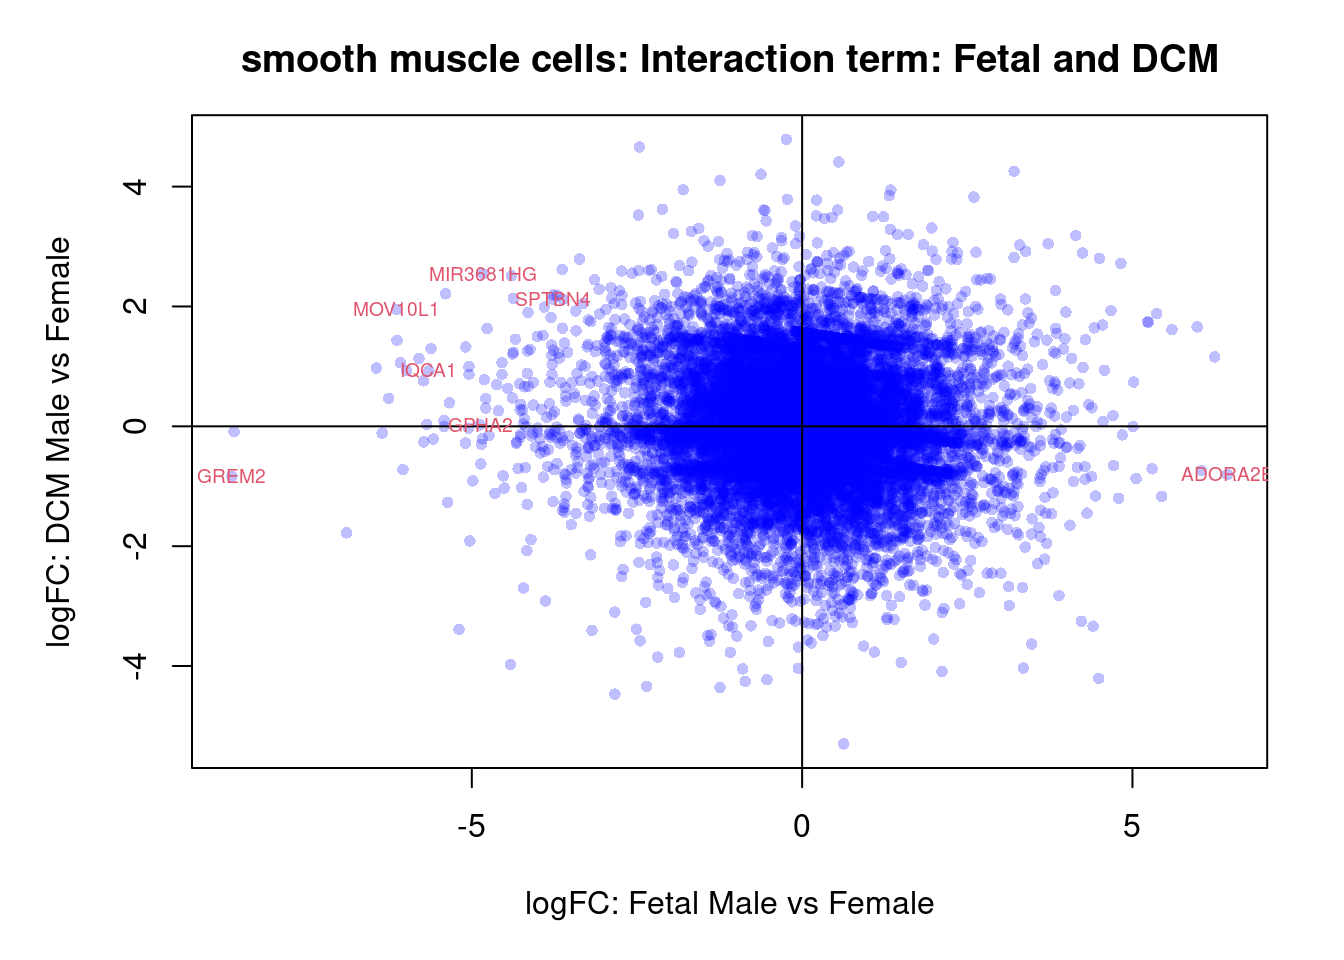 smooth muscle cells: Interaction term: Fetal and DCM
logFC: DCM Male vs Female
4
2
0
-2
-4
MIR3681HG
SPTBN4
MOV10L1
IQCA1
GPHA2
GREM2
ADORA2B
-5
0
5
logFC: Fetal Male vs Female